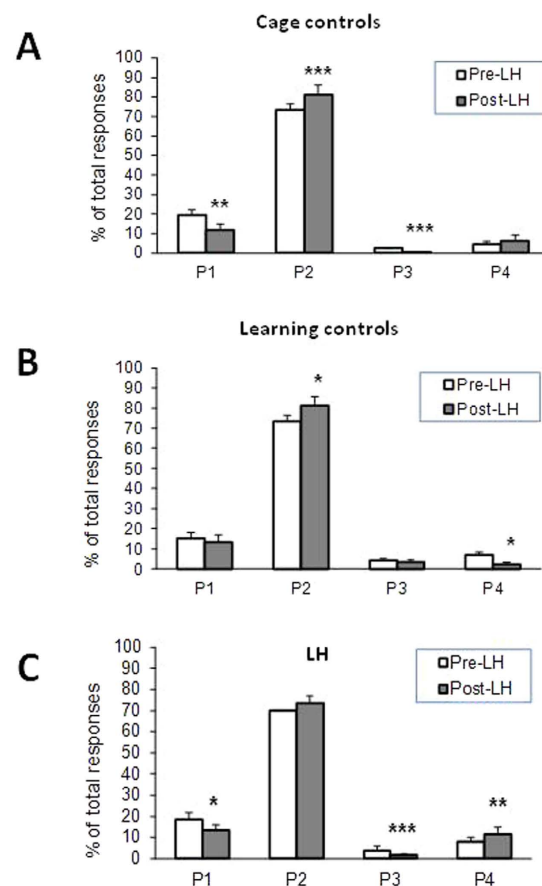 Cage controls
A
% of total responses
100
90
80
70
60
50
40
30
20
10
0
**
***
***
Pre-LH
Post-LH
P1 P2 P3 P4
Learning controls
B
% of total responses
100
90
80
70
60
50
40
30
20
10
0
*
*
Pre-LH
Post-LH
P1 P2 P3 P4
C
LH
% of total responses
100
90
80
70
60
50
40
30
20
10
0
*
***
**
Pre-LH
Post-LH
P1 P2 P3 P4